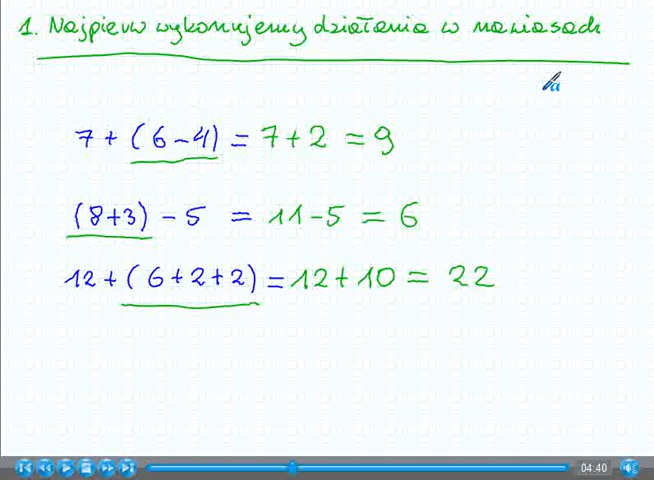 1. Najpierw wykonujemy działania w nawiasach
7 + (6 - 4) = 7 + 2 = 9
(8+3) - 5 = 11 - 5 = 6
12 + (6 + 2 + 2) = 12 + 10 = 22
04:40